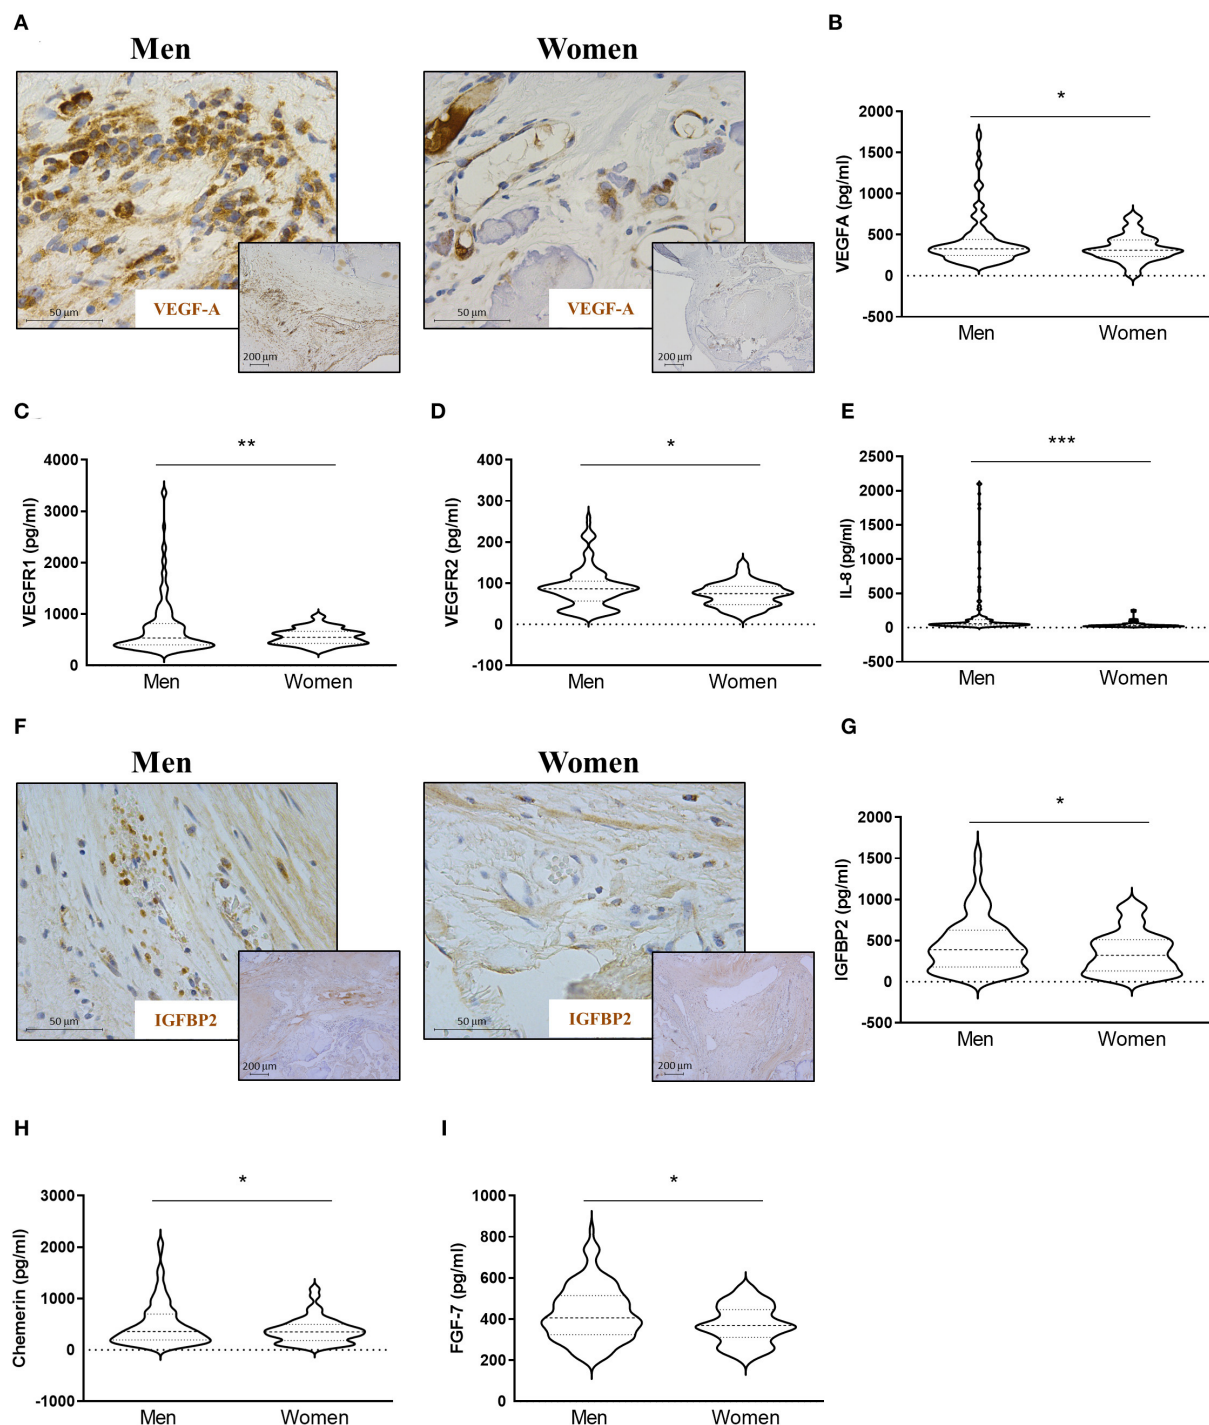 A
Men
Women
VEGF-A
50 µm
200 µm
VEGF-A
50 µm
200 µm
B
*
VEGFA (pg/ml)
2000
1500
1000
500
0
-500
Men
Women
C
**
VEGFR1 (pg/ml)
4000
3000
2000
1000
0
Men
Women
D
*
VEGFR2 (pg/ml)
400
300
200
100
0
-100
Men
Women
E
***
IL-8 (pg/ml)
2500
2000
1500
1000
500
0
-500
Men
Women
F
Men
Women
IGFBP2
50 µm
200 µm
IGFBP2
50 µm
200 µm
G
*
IGFBP2 (pg/ml)
2000
1500
1000
500
0
-500
Men
Women
H
*
Chemerin (pg/ml)
3000
2000
1000
0
-1000
Men
Women
I
*
FGF-7 (pg/ml)
1000
800
600
400
200
0
Men
Women